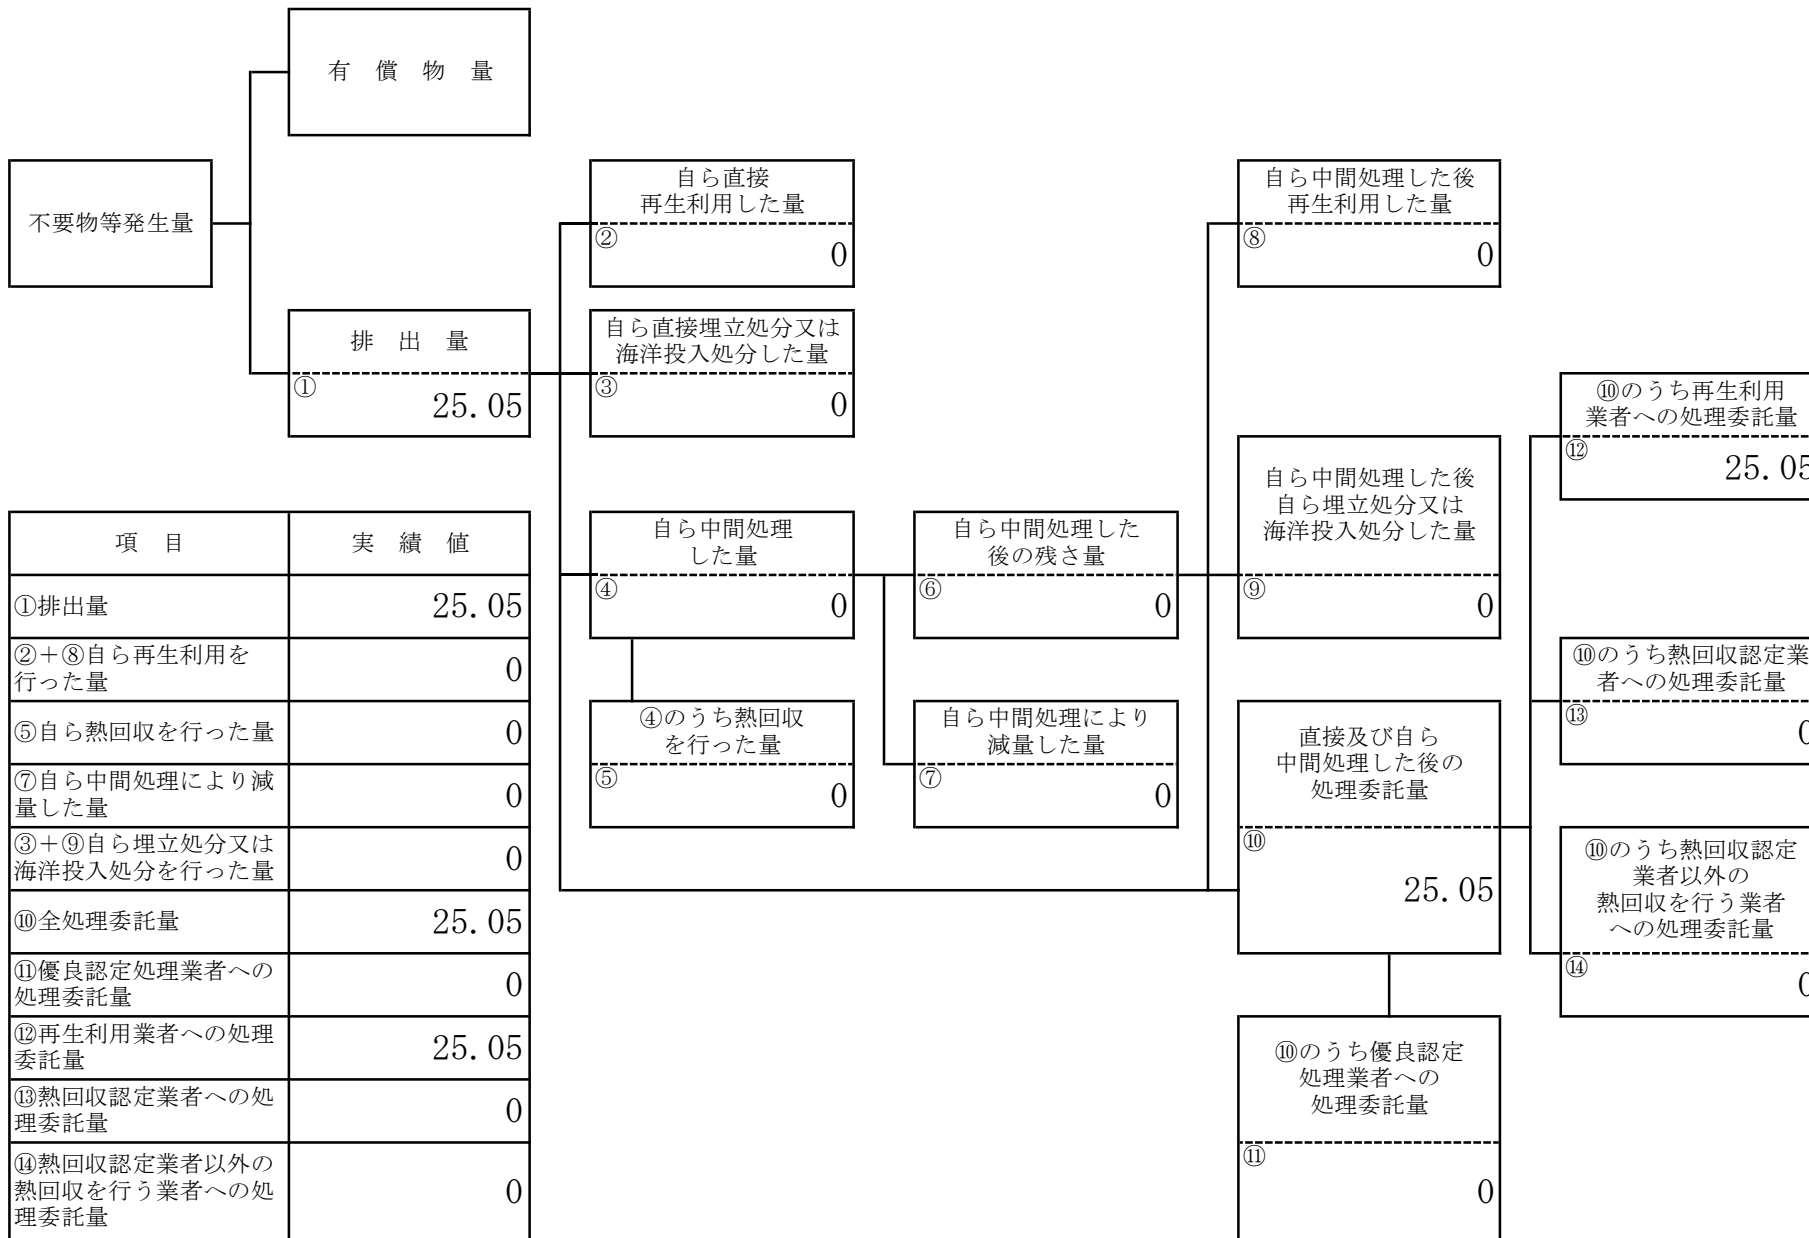 有 償 物 量
不要物等発生量
排 出 量
①
25.05
自ら直接
再生利用した量
②
0
自ら直接埋立処分又は
海洋投入処分した量
③
0
自ら中間処理
した量
④
0
④のうち熱回収
を行った量
⑤
0
自ら中間処理した
後の残さ量
⑥
0
自ら中間処理により
減量した量
⑦
0
自ら中間処理した後
再生利用した量
⑧
0
自ら中間処理した後
自ら埋立処分又は
海洋投入処分した量
⑨
0
直接及び自ら
中間処理した後の
処理委託量
⑩
25.05
⑩のうち優良認定
処理業者への
処理委託量
⑪
0
⑩のうち再生利用
業者への処理委託量
⑫
25.05
⑩のうち熱回収認定業
者への処理委託量
⑬
0
⑩のうち熱回収認定
業者以外の
熱回収を行う業者
への処理委託量
⑭
0
項 目 実 績 値
①排出量 25.05
②+⑧自ら再生利用を
行った量 0
⑤自ら熱回収を行った量 0
⑦自ら中間処理により減
量した量 0
③+⑨自ら埋立処分又は
海洋投入処分を行った量 0
⑩全処理委託量 25.05
⑪優良認定処理業者への
処理委託量 0
⑫再生利用業者への処理
委託量 25.05
⑬熱回収認定業者への処
理委託量 0
⑭熱回収認定業者以外の
熱回収を行う業者への処
理委託量 0